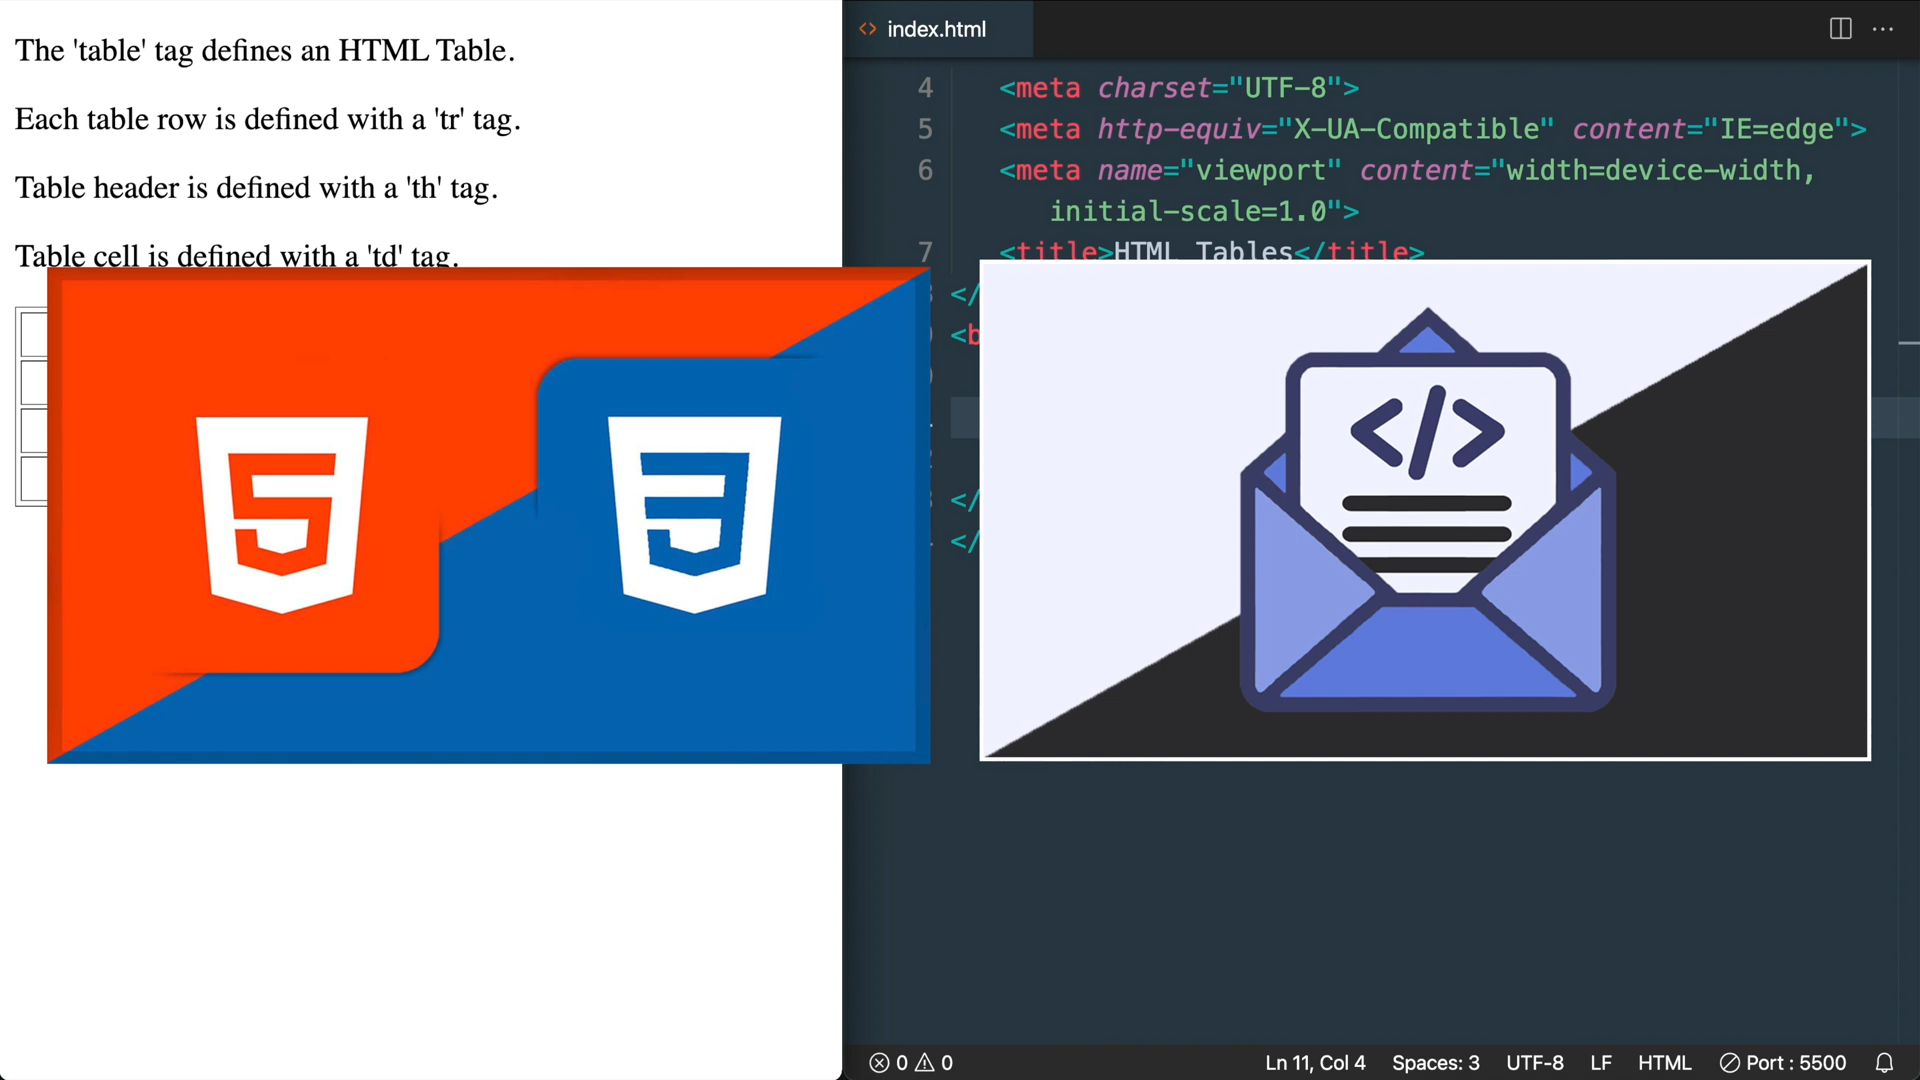 The 'table' tag defines an HTML Table.
Each table row is defined with a 'tr' tag.
Table header is defined with a 'th' tag.
Table cell is defined with a 'td' tag.
<> index.html
4 <meta charset="UTF-8">
5 <meta http-equiv="X-UA-Compatible" content="IE=edge">
6 <meta name="viewport" content="width=device-width,
initial-scale=1.0">
7 <title>HTML Tables</title>
</
<b
</
</
</>
0 0 Ln 11, Col 4 Spaces: 3 UTF-8 LF HTML Port : 5500